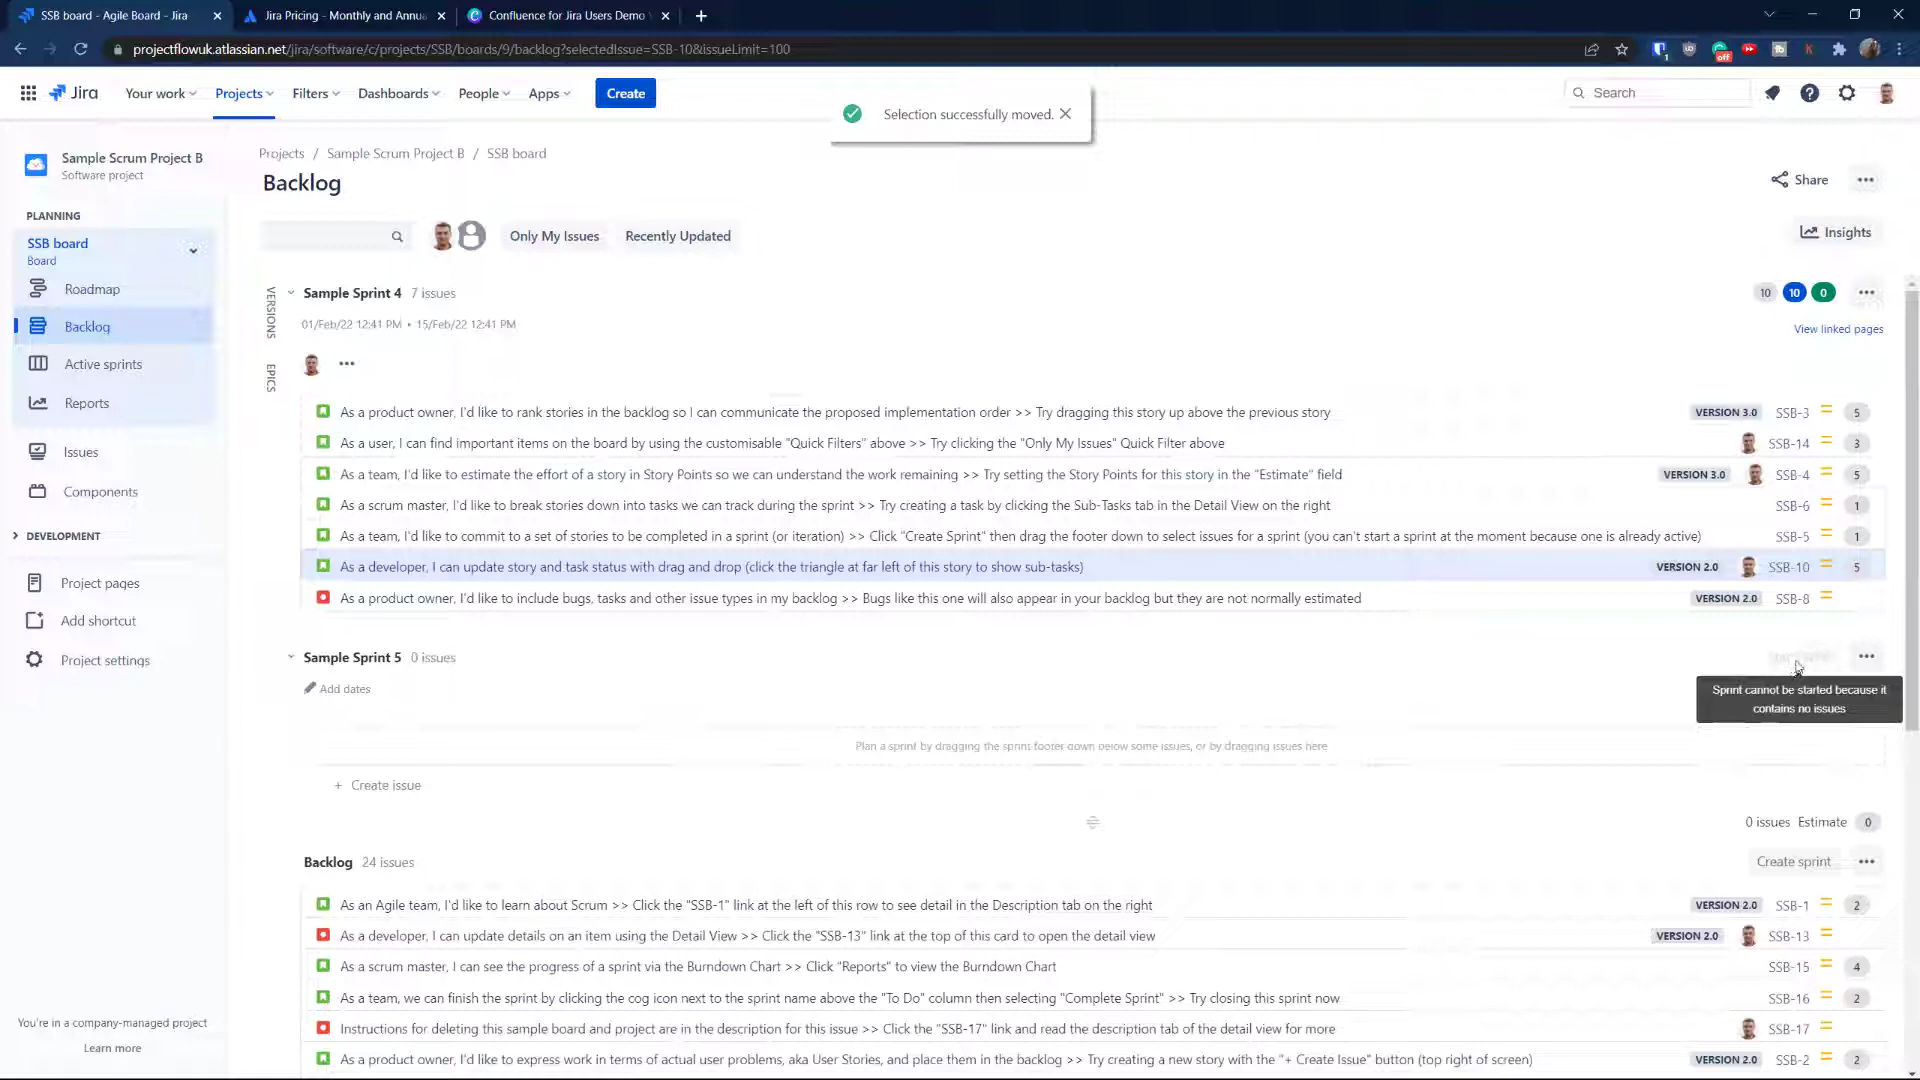 SSB board - Agile Board - Jira
Jira Pricing - Monthly and Annu
Confluence for Jira Users Demo
projectflowuk.atlassian.net/jira/software/c/projects/SSB/boards/9/backlog?selectedIssue=SSB-10&issueLimit=100
Jira
Your work
Projects
Filters
Dashboards
People
Apps
Create
Selection successfully moved.
Search
Sample Scrum Project B
Software project
Projects / Sample Scrum Project B / SSB board
Backlog
Share
PLANNING
SSB board
Board
Only My Issues
Recently Updated
Insights
Roadmap
Backlog
Active sprints
Reports
Issues
Components
DEVELOPMENT
Project pages
Add shortcut
Project settings
You're in a company-managed project
Learn more
VERSIONS
EPICS
Sample Sprint 4 7 issues
10 10 0
01/Feb/22 12:41 PM • 15/Feb/22 12:41 PM
View linked pages
As a product owner, I'd like to rank stories in the backlog so I can communicate the proposed implementation order >> Try dragging this story up above the previous story VERSION 3.0 SSB-3 5
As a user, I can find important items on the board by using the customisable "Quick Filters" above >> Try clicking the "Only My Issues" Quick Filter above SSB-14 3
As a team, I'd like to estimate the effort of a story in Story Points so we can understand the work remaining >> Try setting the Story Points for this story in the "Estimate" field VERSION 3.0 SSB-4 5
As a scrum master, I'd like to break stories down into tasks we can track during the sprint >> Try creating a task by clicking the Sub-Tasks tab in the Detail View on the right SSB-6 1
As a team, I'd like to commit to a set of stories to be completed in a sprint (or iteration) >> Click "Create Sprint" then drag the footer down to select issues for a sprint (you can't start a sprint at the moment because one is already active) SSB-5 1
As a developer, I can update story and task status with drag and drop (click the triangle at far left of this story to show sub-tasks) VERSION 2.0 SSB-10 5
As a product owner, I'd like to include bugs, tasks and other issue types in my backlog >> Bugs like this one will also appear in your backlog but they are not normally estimated VERSION 2.0 SSB-8
Sample Sprint 5 0 issues
Add dates
Sprint cannot be started because it
contains no issues
Plan a sprint by dragging the sprint footer down below some issues, or by dragging issues here
+ Create issue
0 issues Estimate 0
Backlog 24 issues
Create sprint
As an Agile team, I'd like to learn about Scrum >> Click the "SSB-1" link at the left of this row to see detail in the Description tab on the right VERSION 2.0 SSB-1 2
As a developer, I can update details on an item using the Detail View >> Click the "SSB-13" link at the top of this card to open the detail view VERSION 2.0 SSB-13
As a scrum master, I can see the progress of a sprint via the Burndown Chart >> Click "Reports" to view the Burndown Chart SSB-15 4
As a team, we can finish the sprint by clicking the cog icon next to the sprint name above the "To Do" column then selecting "Complete Sprint" >> Try closing this sprint now SSB-16 2
Instructions for deleting this sample board and project are in the description for this issue >> Click the "SSB-17" link and read the description tab of the detail view for more SSB-17
As a product owner, I'd like to express work in terms of actual user problems, aka User Stories, and place them in the backlog >> Try creating a new story with the "+ Create Issue" button (top right of screen) VERSION 2.0 SSB-2 2